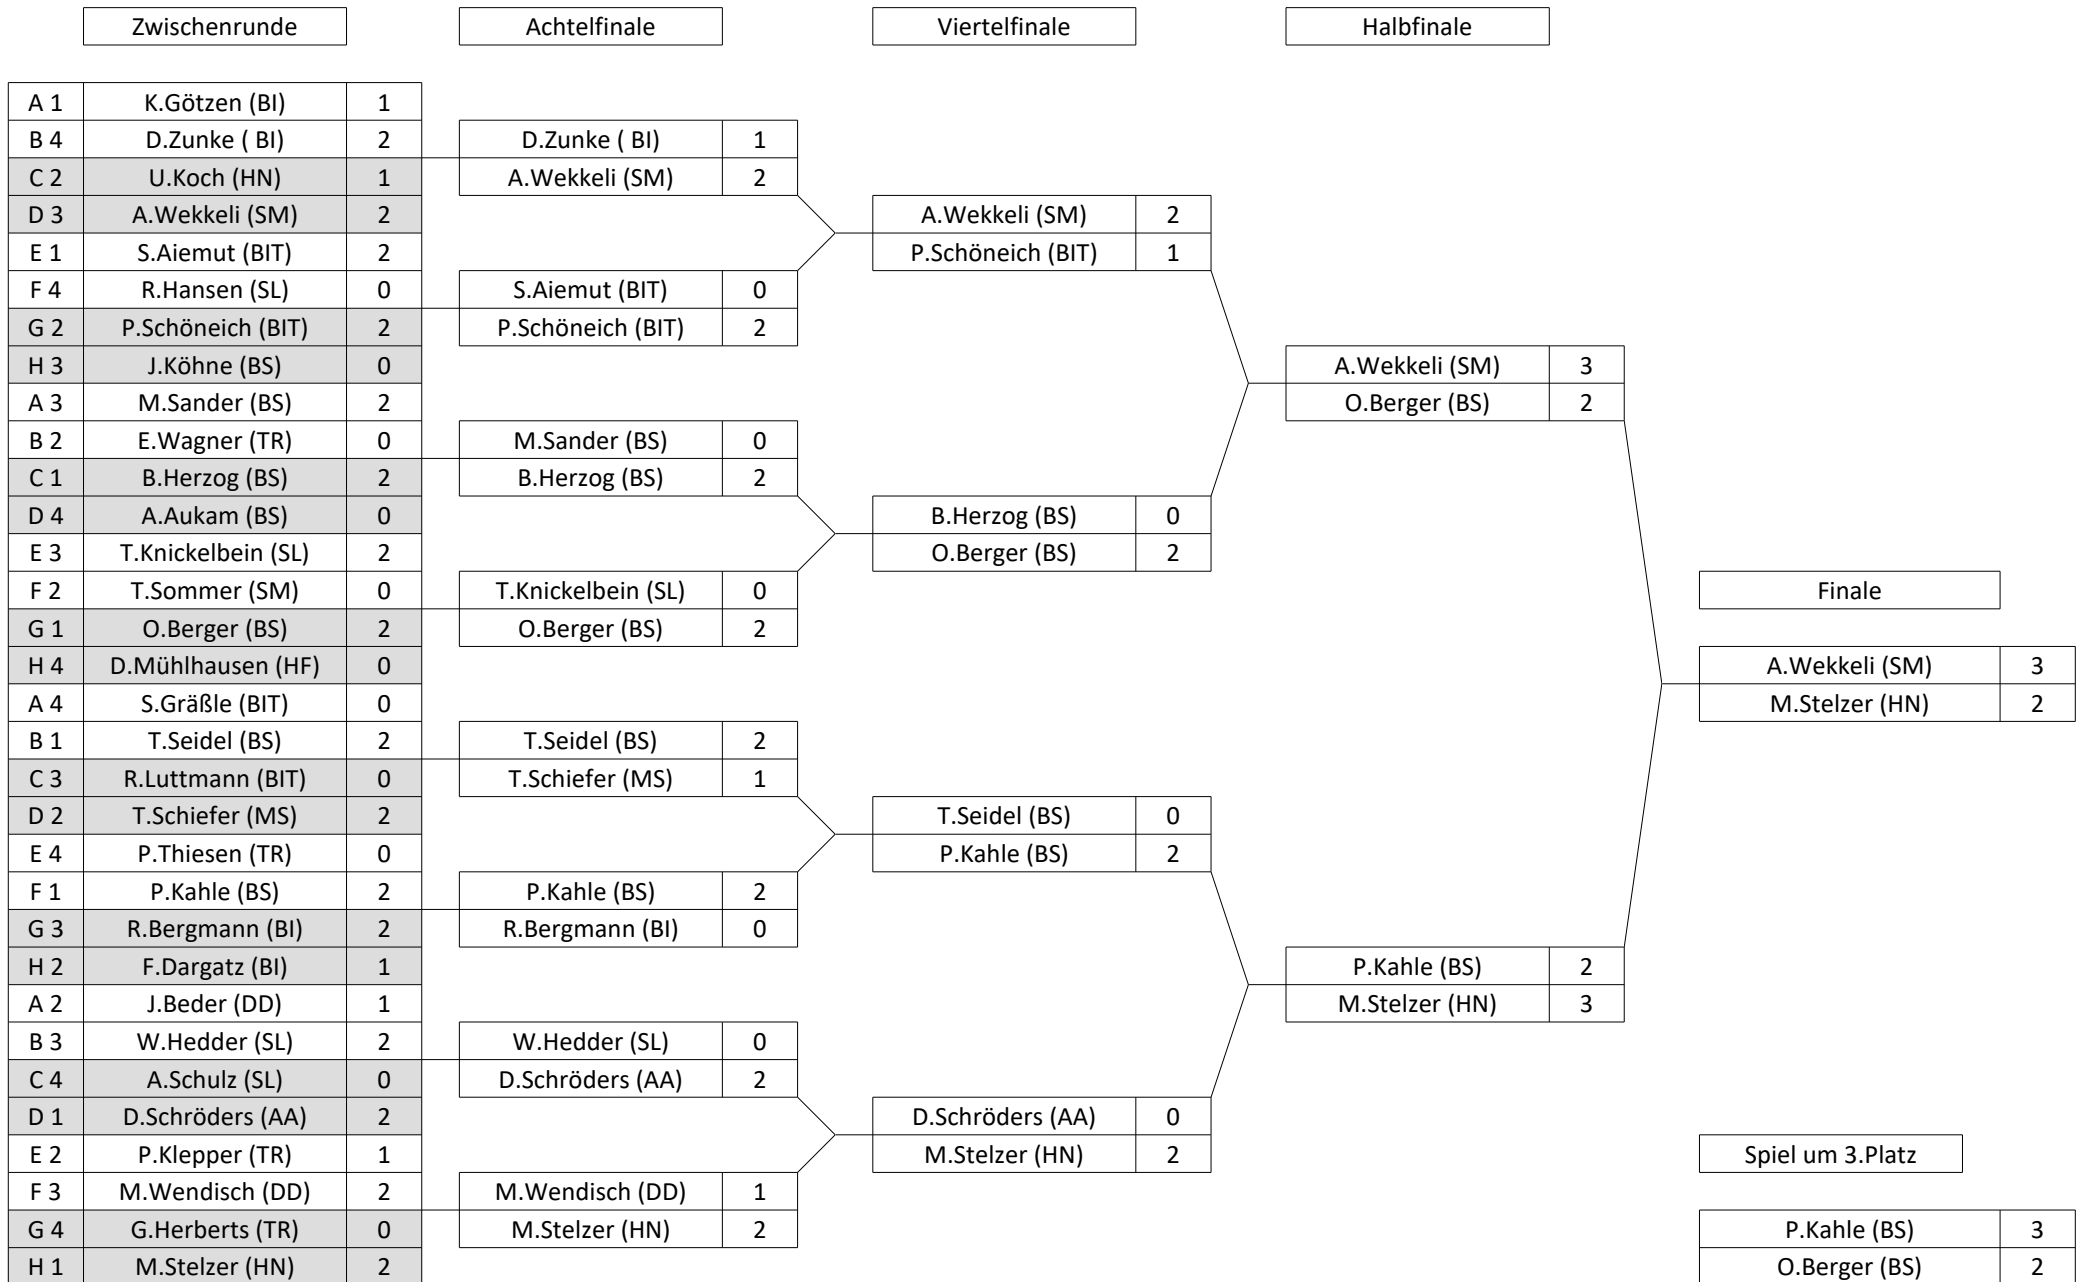 Zwischenrunde Achtelfinale Viertelfinale Halbfinale
A 1 K.Götzen (BI) 1
B 4 D.Zunke ( BI) 2 D.Zunke ( BI) 1
C 2 U.Koch (HN) 1 A.Wekkeli (SM) 2
D 3 A.Wekkeli (SM) 2 A.Wekkeli (SM) 2
E 1 S.Aiemut (BIT) 2 P.Schöneich (BIT) 1
F 4 R.Hansen (SL) 0 S.Aiemut (BIT) 0
G 2 P.Schöneich (BIT) 2 P.Schöneich (BIT) 2
H 3 J.Köhne (BS) 0 A.Wekkeli (SM) 3
A 3 M.Sander (BS) 2 O.Berger (BS) 2
B 2 E.Wagner (TR) 0 M.Sander (BS) 0
C 1 B.Herzog (BS) 2 B.Herzog (BS) 2
D 4 A.Aukam (BS) 0 B.Herzog (BS) 0
E 3 T.Knickelbein (SL) 2 O.Berger (BS) 2
F 2 T.Sommer (SM) 0 T.Knickelbein (SL) 0 Finale
G 1 O.Berger (BS) 2 O.Berger (BS) 2
H 4 D.Mühlhausen (HF) 0 A.Wekkeli (SM) 3
A 4 S.Gräßle (BIT) 0 M.Stelzer (HN) 2
B 1 T.Seidel (BS) 2 T.Seidel (BS) 2
C 3 R.Luttmann (BIT) 0 T.Schiefer (MS) 1
D 2 T.Schiefer (MS) 2 T.Seidel (BS) 0
E 4 P.Thiesen (TR) 0 P.Kahle (BS) 2
F 1 P.Kahle (BS) 2 P.Kahle (BS) 2
G 3 R.Bergmann (BI) 2 R.Bergmann (BI) 0
H 2 F.Dargatz (BI) 1 P.Kahle (BS) 2
A 2 J.Beder (DD) 1 M.Stelzer (HN) 3
B 3 W.Hedder (SL) 2 W.Hedder (SL) 0
C 4 A.Schulz (SL) 0 D.Schröders (AA) 2
D 1 D.Schröders (AA) 2 D.Schröders (AA) 0
E 2 P.Klepper (TR) 1 M.Stelzer (HN) 2 Spiel um 3.Platz
F 3 M.Wendisch (DD) 2 M.Wendisch (DD) 1
G 4 G.Herberts (TR) 0 M.Stelzer (HN) 2 P.Kahle (BS) 3
H 1 M.Stelzer (HN) 2 O.Berger (BS) 2